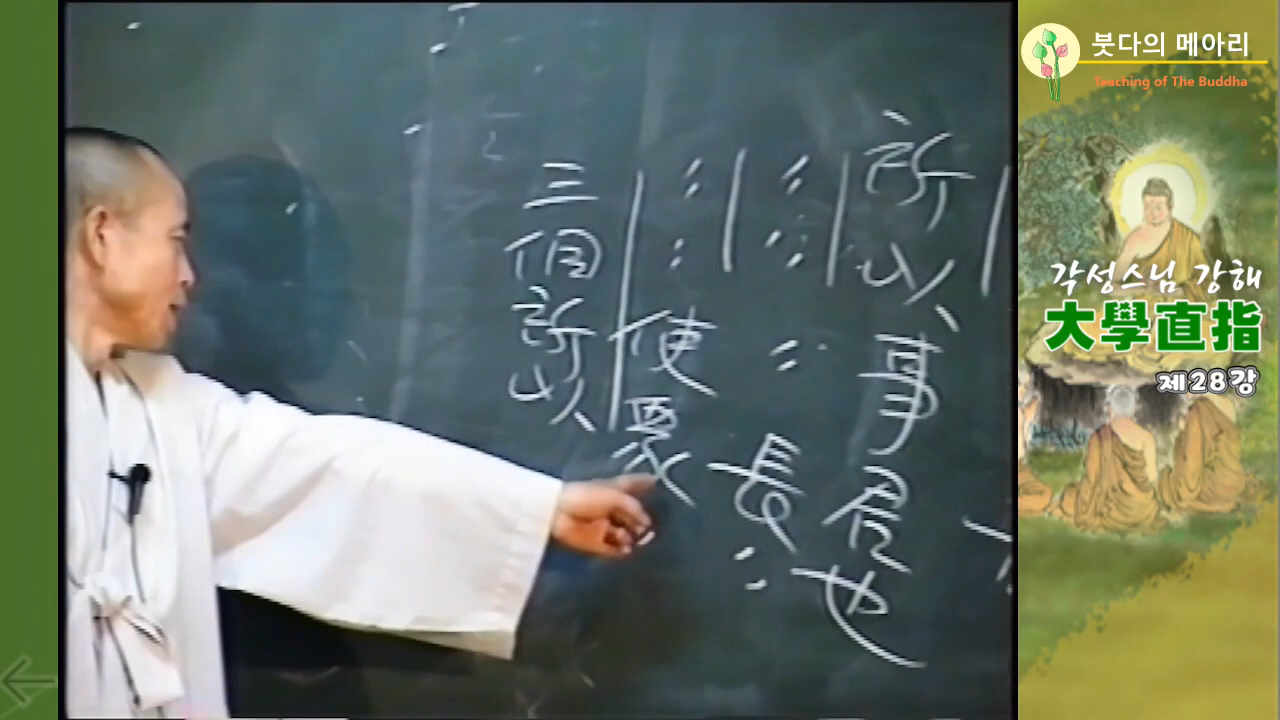 所以事君也
〃〃長〃
〃使衆
三個所以
붓다의 메아리
Teaching of The Buddha
각성스님 강해
大學直指
제28강